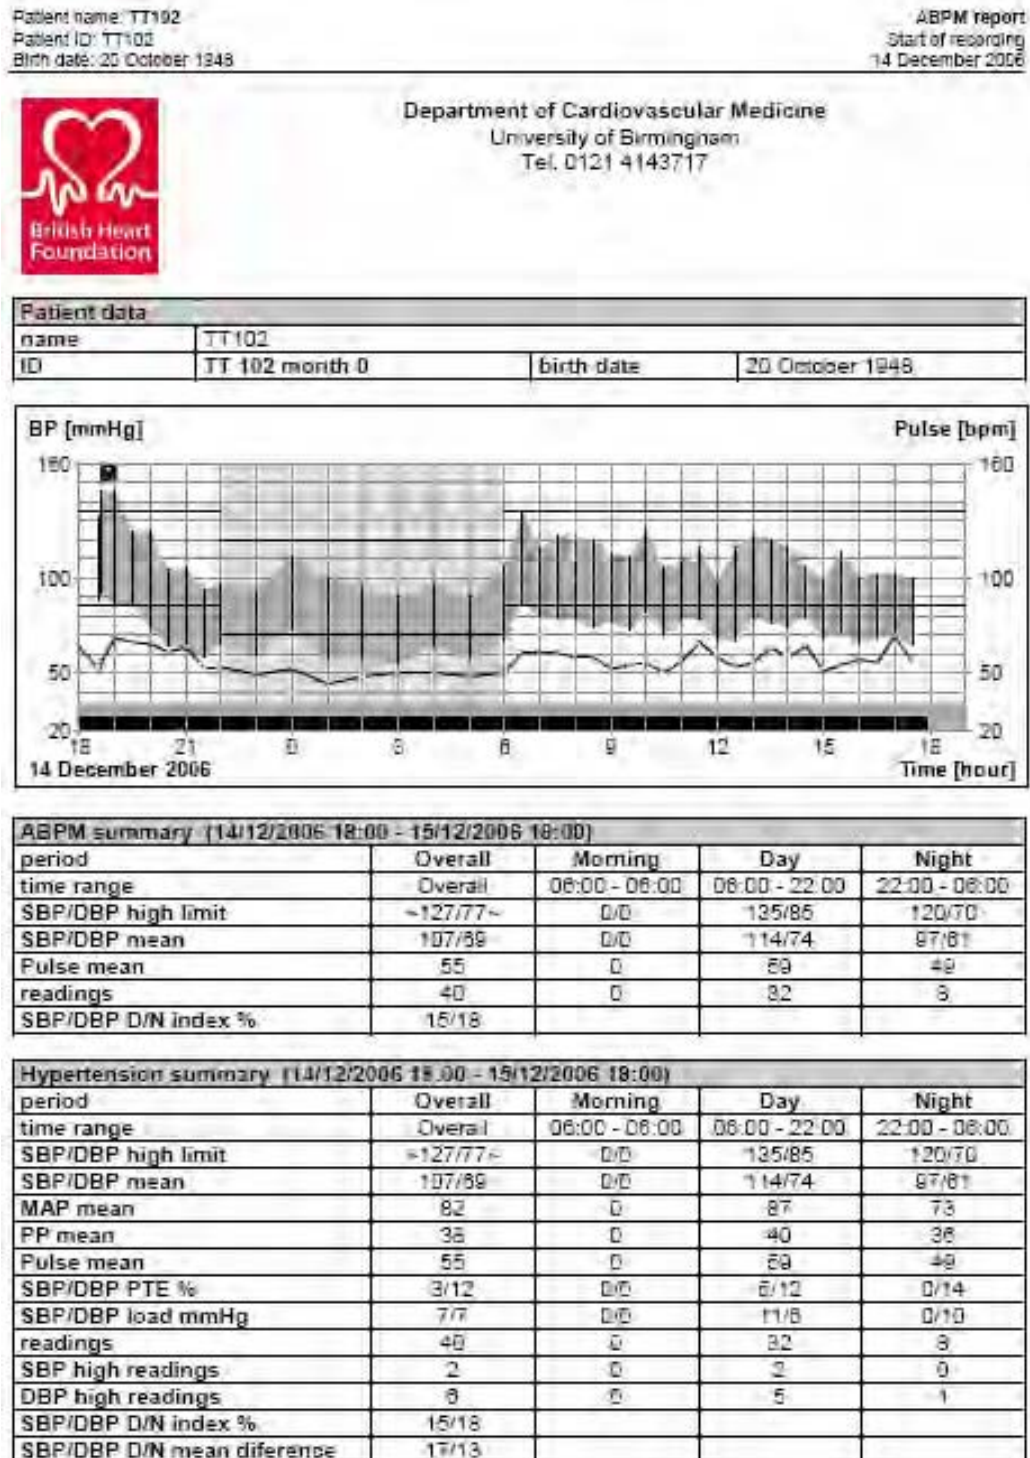 Patient name: TT102
Patient ID: TT102
Birth date: 20 October 1948
ABPM report
Start of recording
14 December 2006
Department of Cardiovascular Medicine
University of Birmingham
Tel. 0121 4143717
British Heart
Foundation
Patient data
name TT102
ID TT 102 month 0 birth date 20 October 1948
BP [mmHg] Pulse [bpm]
160 160
100 100
50 50
20 20
18 21 0 3 6 9 12 15 18
14 December 2006 Time [hour]
ABPM summary (14/12/2006 18:00 - 15/12/2006 18:00)
period Overall Morning Day Night
time range Overall 06:00 - 06:00 06:00 - 22:00 22:00 - 06:00
SBP/DBP high limit ~127/77~ 0/0 135/85 120/70
SBP/DBP mean 107/69 0/0 114/74 97/61
Pulse mean 55 0 59 49
readings 40 0 32 8
SBP/DBP D/N index % 15/18
Hypertension summary (14/12/2006 18:00 - 15/12/2006 18:00)
period Overall Morning Day Night
time range Overall 06:00 - 06:00 06:00 - 22:00 22:00 - 06:00
SBP/DBP high limit ~127/77~ 0/0 135/85 120/70
SBP/DBP mean 107/69 0/0 114/74 97/61
MAP mean 82 0 87 73
PP mean 0 40 36
Pulse mean 55 0 59 49
SBP/DBP PTE % 3/12 0/0 0/14
SBP/DBP load mmHg 7/7 0/0 0/10
readings 40 0 32 8
SBP high readings 2 0 2 0
DBP high readings 6 0 5 1
SBP/DBP D/N index % 15/18
SBP/DBP D/N mean diference 17/13